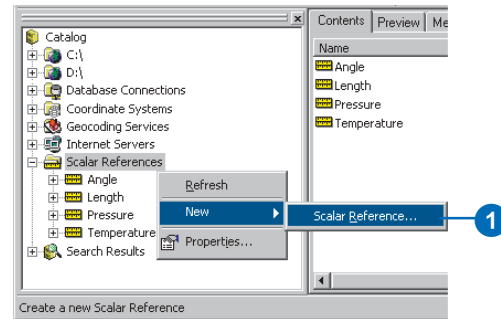 Catalog
C:\
D:\
Database Connections
Coordinate Systems
Geocoding Services
Internet Servers
Scalar References
Angle
Length
Pressure
Temperature
Search Results
Refresh
New
Properties...
Scalar Reference...
1
Contents Preview Me
Name
Angle
Length
Pressure
Temperature
Create a new Scalar Reference